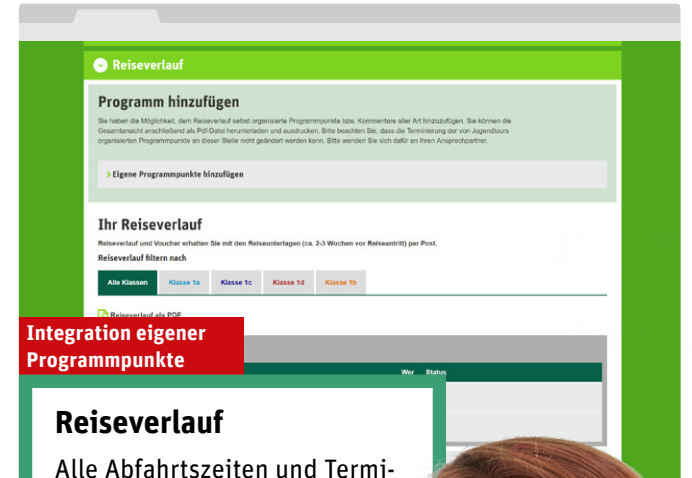 Reiseverlauf
Programm hinzufügen
Sie haben die Möglichkeit, dem Reiseverlauf selbst organisierte Programmpunkte bzw. Kommentare aller Art hinzuzufügen. Sie können die
Gesamtansicht anschließend als Pdf-Datei herunterladen und ausdrucken. Bitte beachten Sie, dass die Terminierung der von Jugendtours
organisierten Programmpunkte an dieser Stelle nicht geändert werden kann. Bitte wenden Sie sich dafür an Ihren Ansprechpartner.
> Eigene Programmpunkte hinzufügen
Ihr Reiseverlauf
Reiseverlauf und Voucher erhalten Sie mit den Reiseunterlagen (ca. 2-3 Wochen vor Reiseantritt) per Post.
Reiseverlauf filtern nach
Alle Klassen Klasse 1a Klasse 1c Klasse 1d Klasse 1b
Reiseverlauf als PDF
Integration eigener
Programmpunkte
Wer Status
Reiseverlauf
Alle Abfahrtszeiten und Termi-